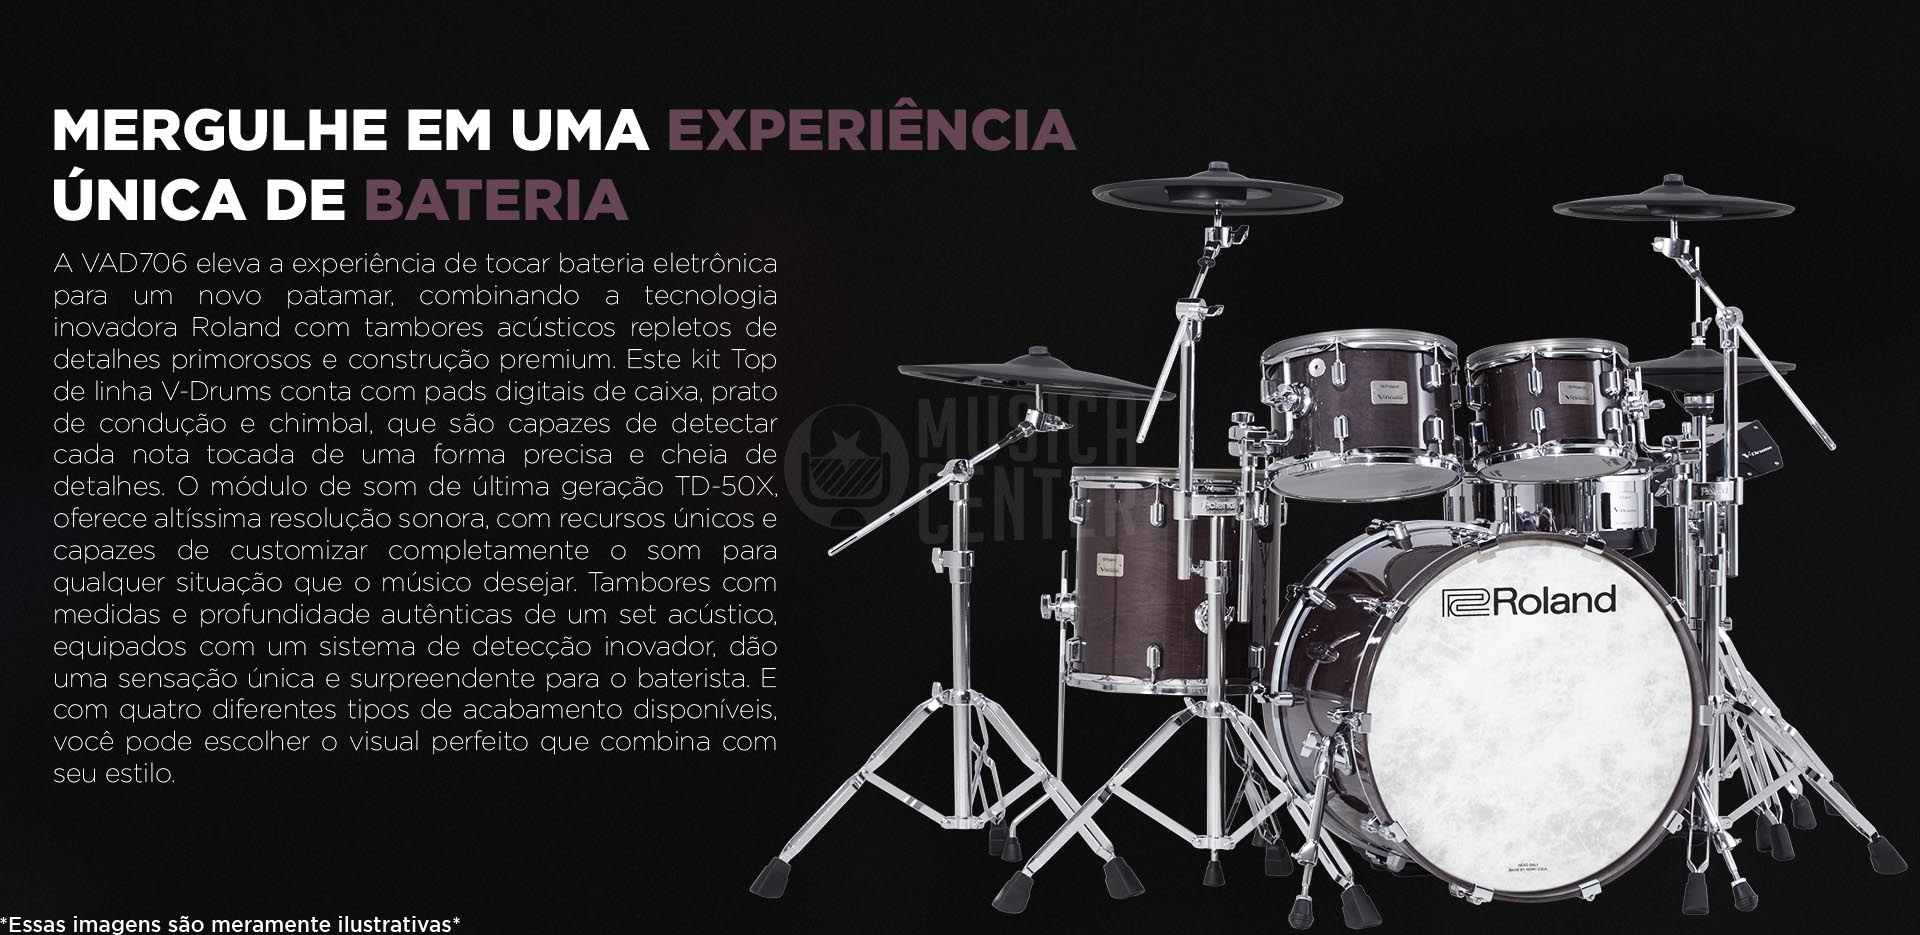 MERGULHE EM UMA EXPERIÊNCIA
ÚNICA DE BATERIA
A VAD706 eleva a experiência de tocar bateria eletrônica
para um novo patamar, combinando a tecnologia
inovadora Roland com tambores acústicos repletos de
detalhes primorosos e construção premium. Este kit Top
de linha V-Drums conta com pads digitais de caixa, prato
de condução e chimbal, que são capazes de detectar
cada nota tocada de uma forma precisa e cheia de
detalhes. O módulo de som de última geração TD-50X,
oferece altíssima resolução sonora, com recursos únicos e
capazes de customizar completamente o som para
qualquer situação que o músico desejar. Tambores com
medidas e profundidade autênticas de um set acústico,
equipados com um sistema de detecção inovador, dão
uma sensação única e surpreendente para o baterista. E
com quatro diferentes tipos de acabamento disponíveis,
você pode escolher o visual perfeito que combina com
seu estilo.
MUSICAL
CENTER
Roland
Roland
*Essas imagens são meramente ilustrativas*